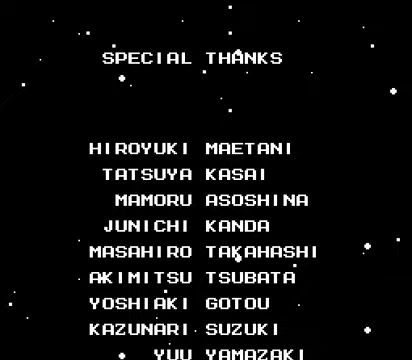 SPECIAL THANKS
HIROYUKI MAETANI
TATSUYA KASAI
MAMORU ASOSHINA
JUNICHI KANDA
MASAHIRO TAKAHASHI
AKIMITSU TSUBATA
YOSHIAKI GOTOU
KAZUNARI SUZUKI
YUU YAMAZAKI